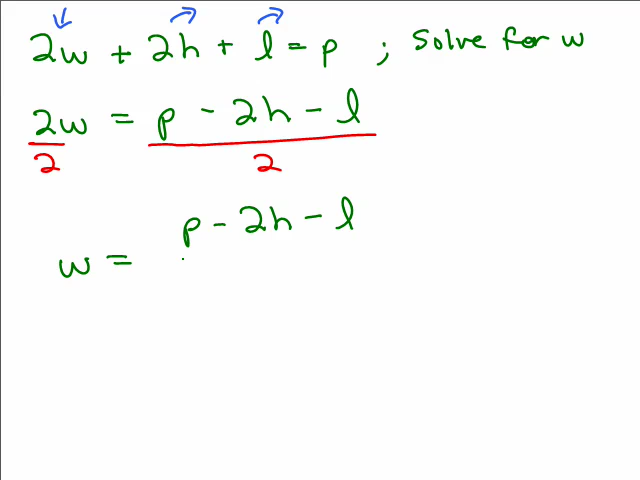 2w + 2h + l = p ; Solve for w
2w = p - 2h - l
2 2
p - 2h - l
w =